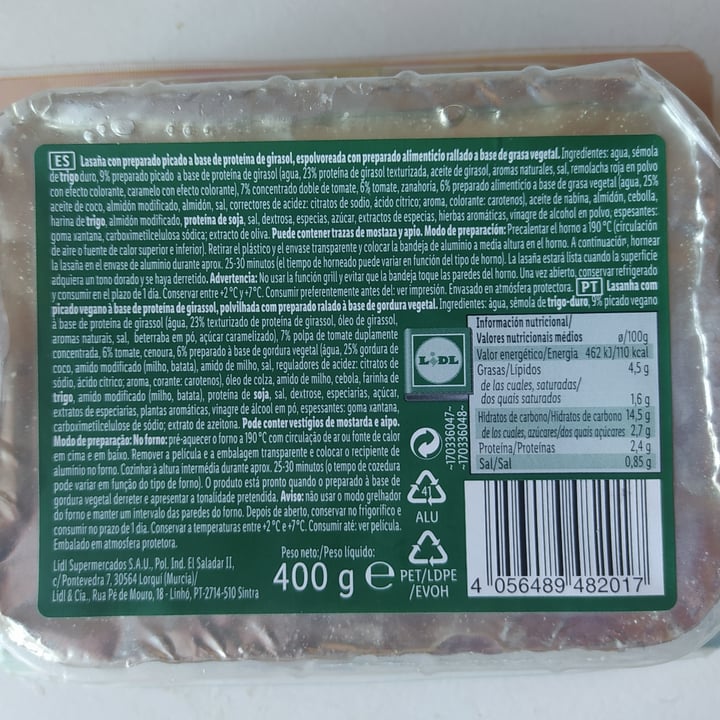 ES Lasaña con preparado picado a base de proteína de girasol, espolvoreada con preparado alimenticio rallado a base de grasa vegetal. Ingredientes: agua, sémola
de trigo duro, 9% preparado picado a base de proteína de girasol (agua, 23% proteína girasol texturizada, aceite de girasol, aromas naturales, sal, remolacha roja en polvo
con efecto colorante, caramelo con efecto colorante), 7% concentrado doble de tomate, 6% tomate, zanahoria, 6% preparado alimenticio a base de grasa vegetal (agua, 25%
aceite de coco, almidón modificado, almidón, sal, correctores de acidez: citratos de sodio, ácido cítrico; aroma, colorante: carotenos), aceite de nabina, almidón, cebolla,
harina de trigo, almidón modificado, proteína de soja, sal, dextrosa, especias, azúcar, extractos de especias, hierbas aromáticas, vinagre de alcohol en polvo, espesantes:
goma xantana, carboximetilcelulosa sódica; extracto de oliva. Puede contener trazas de mostaza y apio. Modo de preparación: Precalentar el horno a 190 °C (circulación
de aire o fuente de calor superior e inferior). Retirar el plástico y el envase transparente y colocar la bandeja de aluminio a media altura en el horno. A continuación, hornear
la lasaña en el envase de aluminio durante aprox. 25-30 minutos (el tiempo de horneado puede variar en función del tipo de horno). La lasaña estará lista cuando la superficie
adquiera un tono dorado y se haya derretido. Advertencia: No usar la función grill y evitar que la bandeja toque las paredes del horno. Una vez abierto, conservar refrigerado
y consumir en el plazo de 1 día. Conservar entre +2 °C y +7°C. Consumir preferentemente antes del: ver impresión. Envasado en atmósfera protectora. PT Lasanha com
picado vegano à base de proteína de girassol, polvilhada com preparado ralado à base de gordura vegetal. Ingredientes: água, sêmola de trigo-duro, 9% picado vegano
à base de proteína de girassol (água, 23% texturizado de proteína de girassol, óleo de girassol,
aromas naturais, sal, beterraba em pó, açúcar caramelizado), 7% polpa de tomate duplamente
concentrada, 6% tomate, cenoura, 6% preparado à base de gordura vegetal (água, 25% gordura de
coco, amido modificado (milho, batata), amido de milho, sal, reguladores de acidez: citratos de
sódio, ácido cítrico; aroma, corante: carotenos), óleo de colza, amido de milho, cebola, farinha de
trigo, amido modificado (milho, batata), proteína de soja, sal, dextrose, especiarias, açúcar,
extratos de especiarias, plantas aromáticas, vinagre de álcool em pó, espessantes: goma xantana,
carboximetilcelulose de sódio; extrato de azeitona. Pode conter vestígios de mostarda e aipo.
Modo de preparação: No forno: pré-aquecer o forno a 190 °C com circulação de ar ou fonte de calor
em cima e em baixo. Remover a película e a embalagem transparente e colocar o recipiente de
alumínio no forno. Cozinhar à altura intermédia durante aprox. 25-30 minutos (o tempo de cozedura
pode variar em função do tipo de forno). O produto está pronto quando o preparado à base de
gordura vegetal derreter e apresentar a tonalidade pretendida. Aviso: não usar o modo grelhador
do forno e manter um intervalo das paredes do forno. Depois de aberto, conservar no frigorífico e
consumir no prazo de 1 dia. Conservar a temperaturas entre +2 °C e +7°C. Consumir até: ver película.
Embalado em atmosfera protetora.
Lidl Supermercados S.A.U., Pol. Ind. El Saladar II,
c/ Pontevedra 7, 30564 Lorquí (Murcia)/
Lidl & Cia., Rua Pé de Mouro, 18 - Linhó, PT-2714-510 Sintra
Peso neto:/Peso líquido:
400 g e
LIDL
-170336047-
-170336048-
41
ALU
PET/LDPE
/EVOH
Información nutricional/
Valores nutricionales médios ø/100g
Valor energético/Energia 462 kJ/110 kcal
Grasas/Lípidos 4,5 g
de las cuales, saturadas/
dos quais saturados 1,6 g
Hidratos de carbono/Hidratos de carbono 14,5 g
de los cuales, azúcares/dos quais açúcares 2,7 g
Proteína/Proteínas 2,4 g
Sal/Sal 0,85 g
4 056489 482017